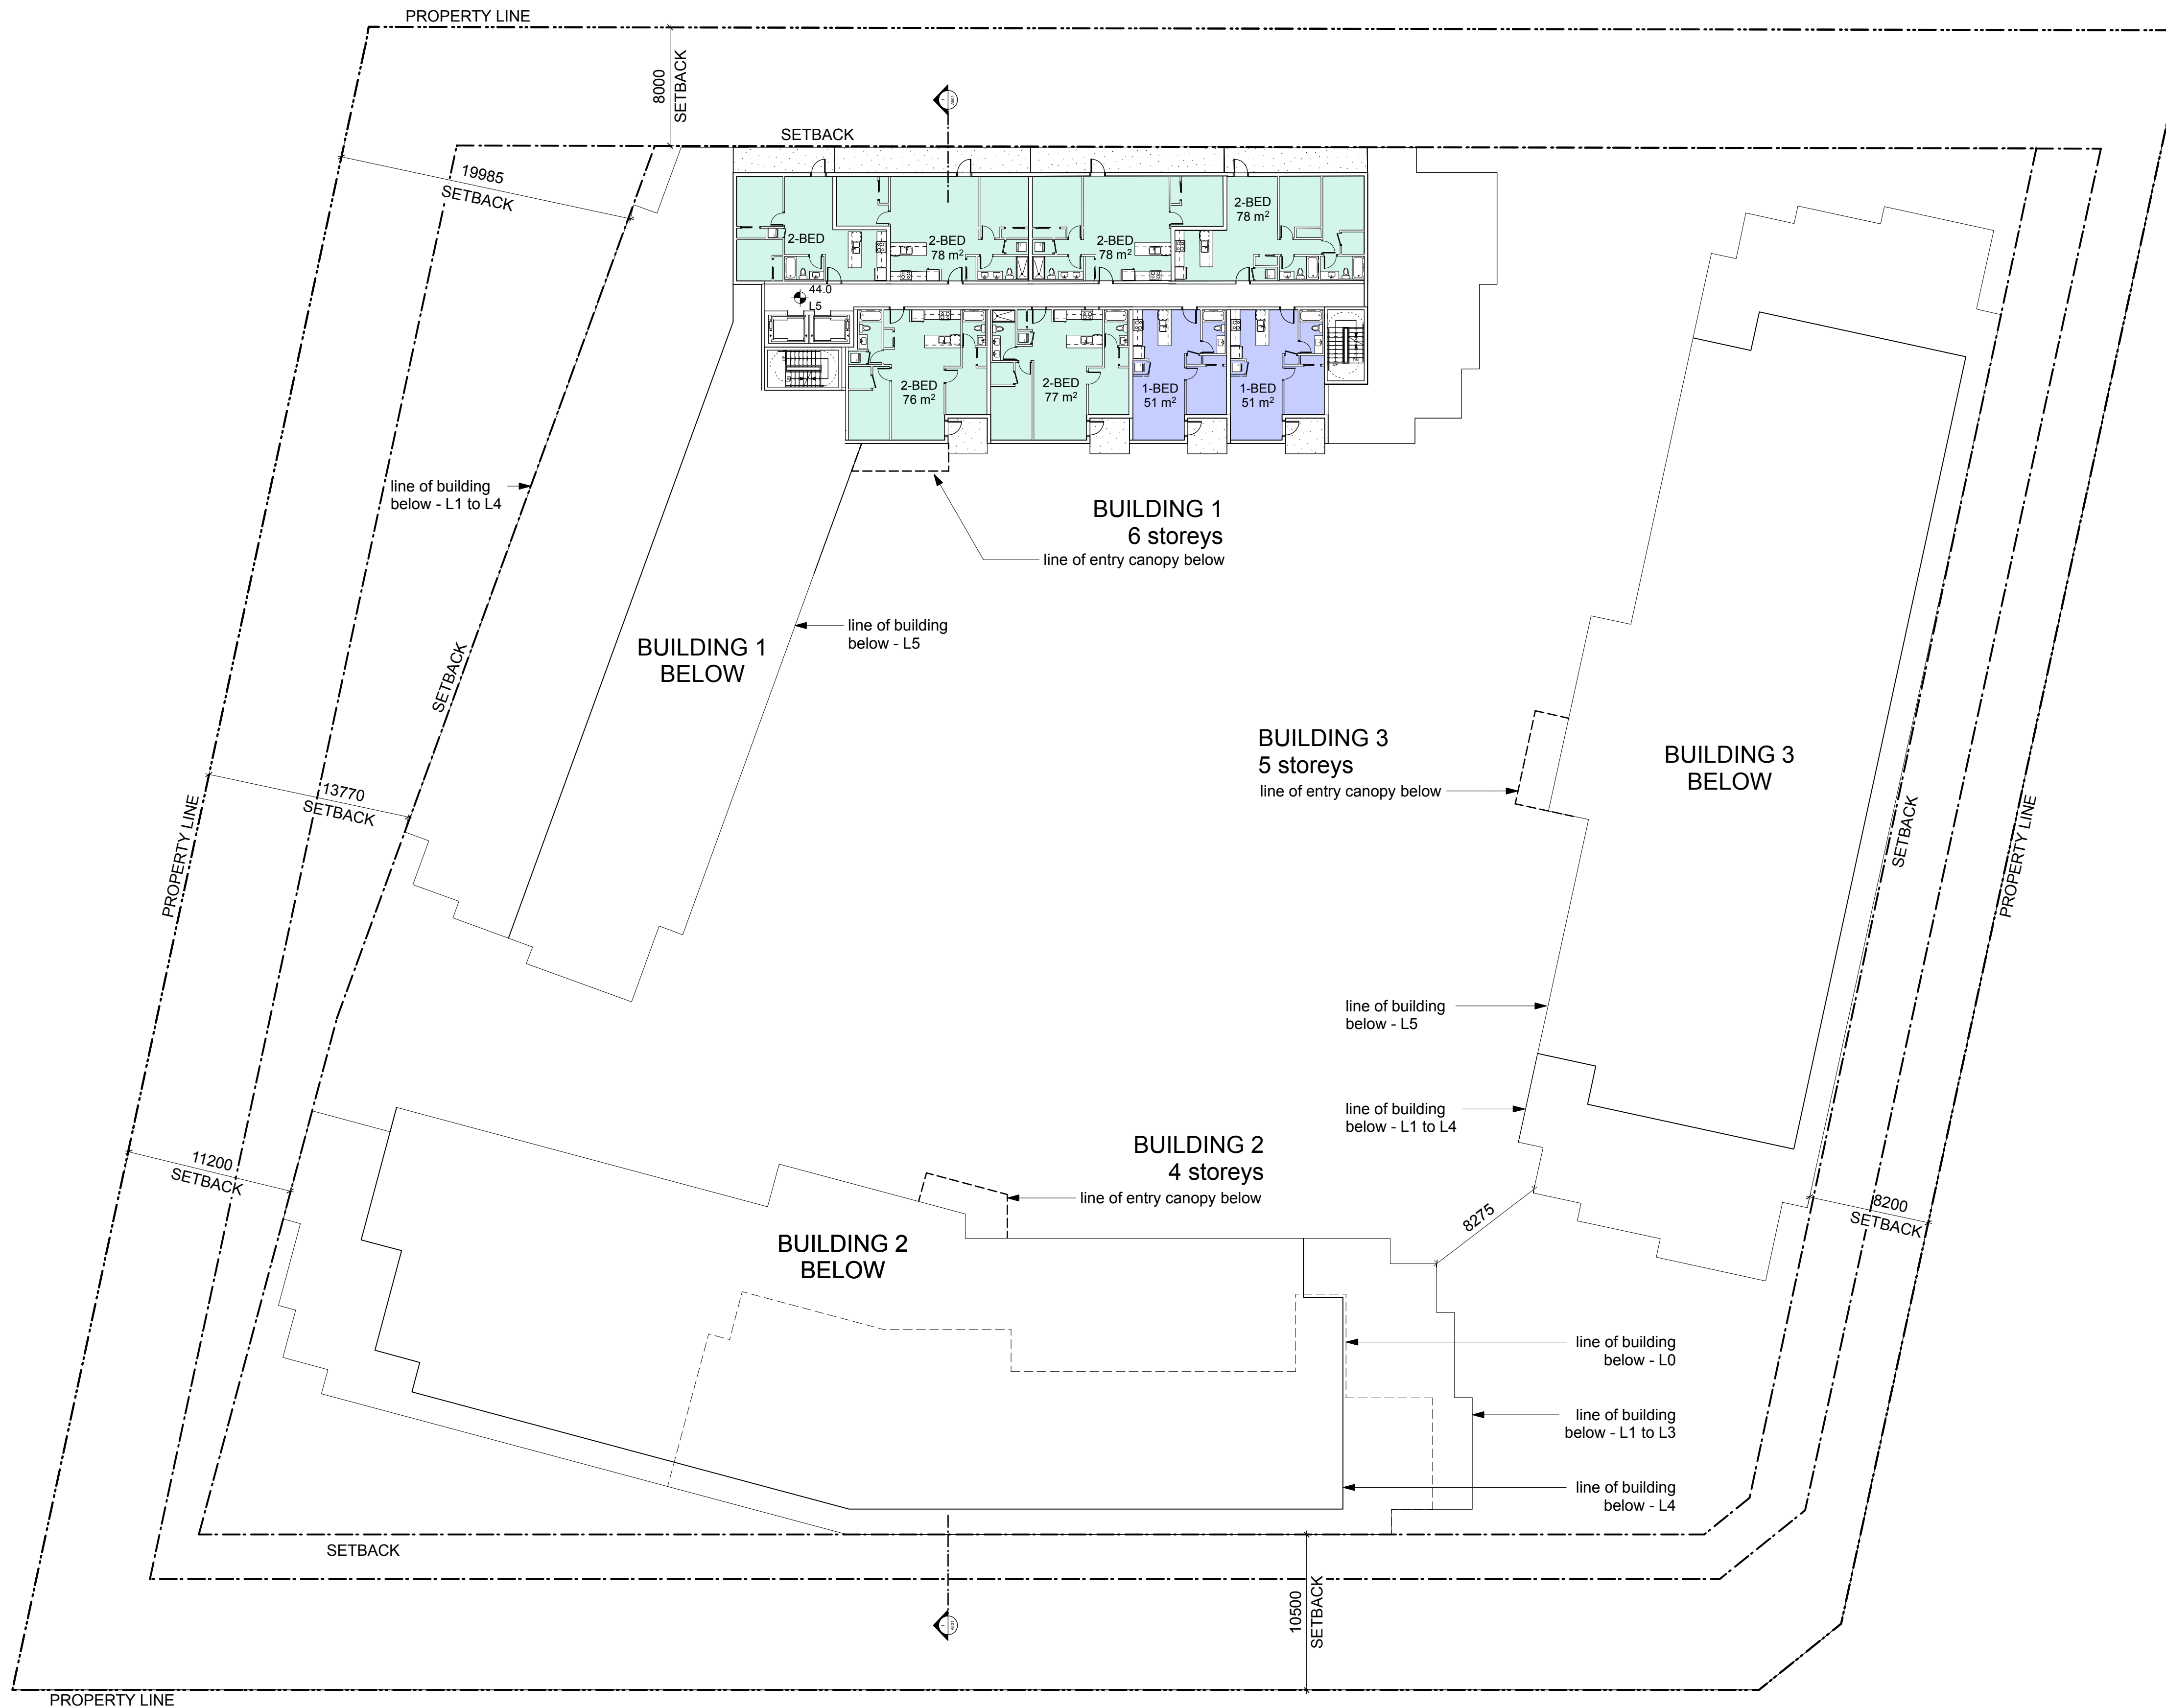 PROPERTY LINE
8000
SETBACK
SETBACK
19985
SETBACK
2-BED
2-BED
78 m²
2-BED
78 m²
2-BED
78 m²
44.0
L5
2-BED
76 m²
2-BED
77 m²
1-BED
51 m²
1-BED
51 m²
line of building
below - L1 to L4
BUILDING 1
6 storeys
line of entry canopy below
line of building
below - L5
BUILDING 1
BELOW
SETBACK
BUILDING 3
5 storeys
line of entry canopy below
BUILDING 3
BELOW
13770
SETBACK
PROPERTY LINE
SETBACK
PROPERTY LINE
line of building
below - L5
line of building
below - L1 to L4
BUILDING 2
4 storeys
line of entry canopy below
11200
SETBACK
8275
8200
SETBACK
BUILDING 2
BELOW
line of building
below - L0
line of building
below - L1 to L3
line of building
below - L4
SETBACK
10500
SETBACK
PROPERTY LINE